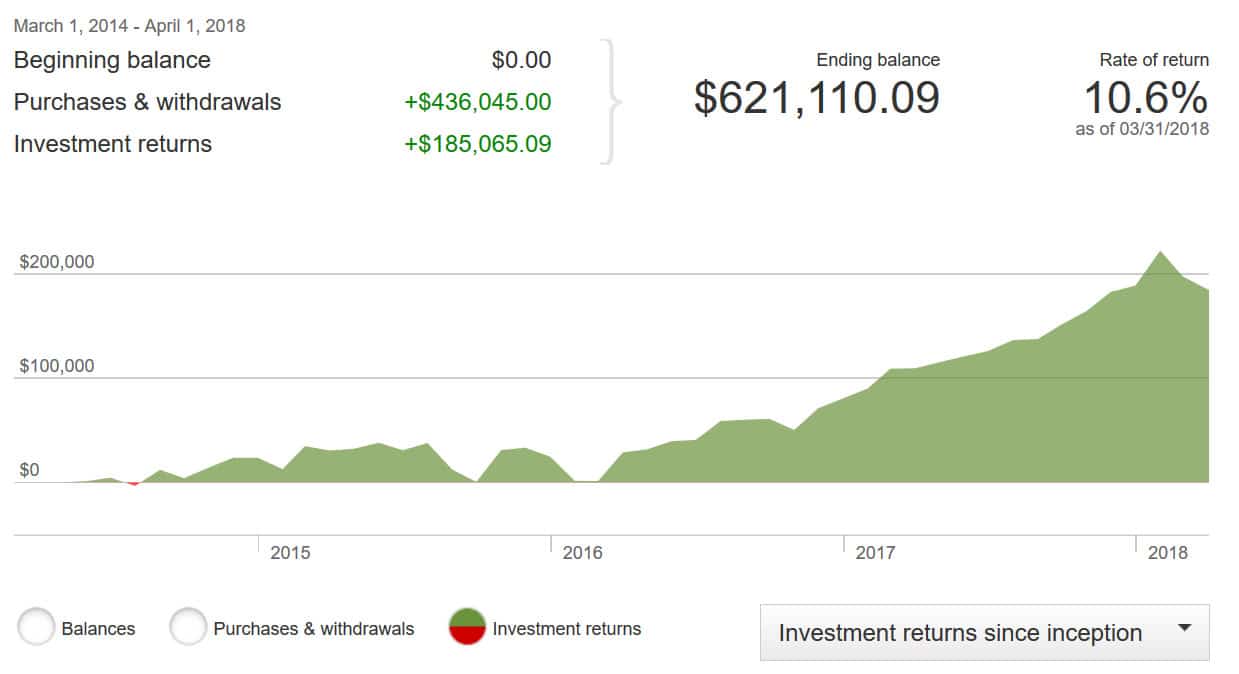 March 1, 2014 - April 1, 2018
Beginning balance $0.00
Purchases & withdrawals +$436,045.00
Investment returns +$185,065.09
Ending balance
$621,110.09
Rate of return
10.6%
as of 03/31/2018
$200,000
$100,000
$0
2015 2016 2017 2018
Balances Purchases & withdrawals Investment returns
Investment returns since inception